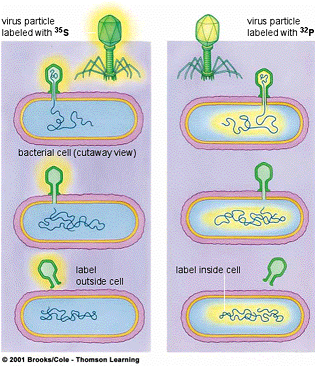 virus particle
labeled with ³⁵S
virus particle
labeled with ³²P
bacterial cell (cutaway view)
label
outside cell
label inside cell
© 2001 Brooks/Cole - Thomson Learning